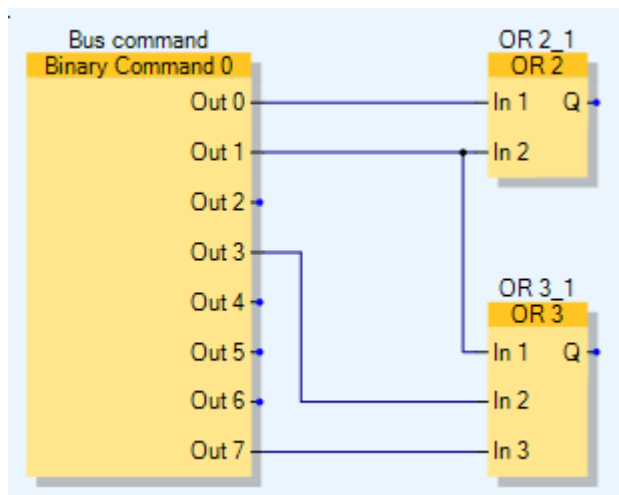 Bus command
Binary Command 0
Out 0
Out 1
Out 2
Out 3
Out 4
Out 5
Out 6
Out 7
OR 2_1
OR 2
In 1 Q
In 2
OR 3_1
OR 3
In 1 Q
In 2
In 3